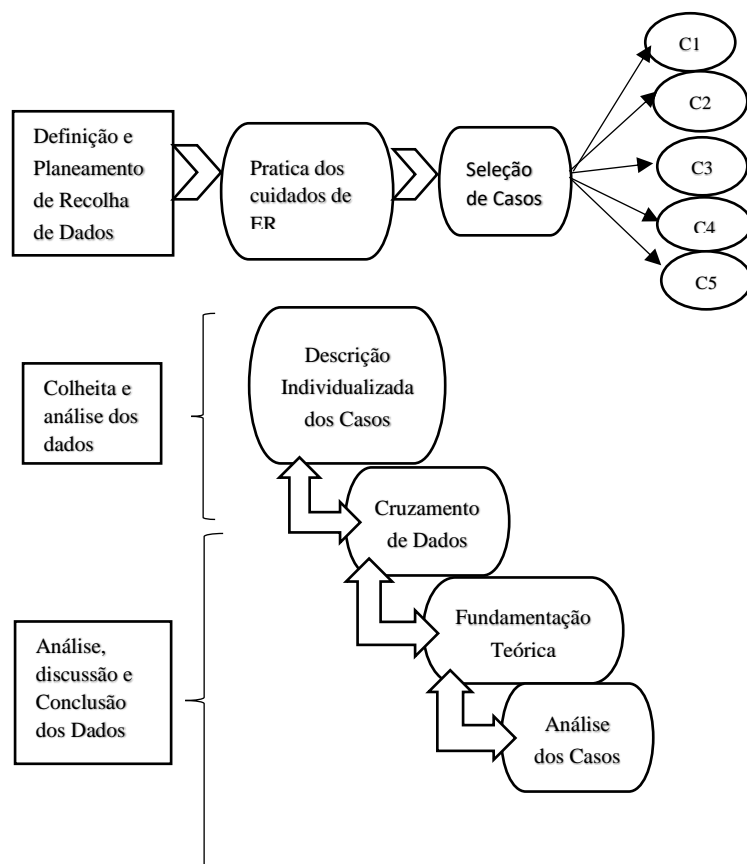 Definição e
Planeamento
de Recolha
de Dados
Pratica dos
cuidados de
ER
Seleção
de Casos
C1
C2
C3
C4
C5
Colheita e
análise dos
dados
Descrição
Individualizada
dos Casos
Cruzamento
de Dados
Análise,
discussão e
Conclusão
dos Dados
Fundamentação
Teórica
Análise
dos Casos